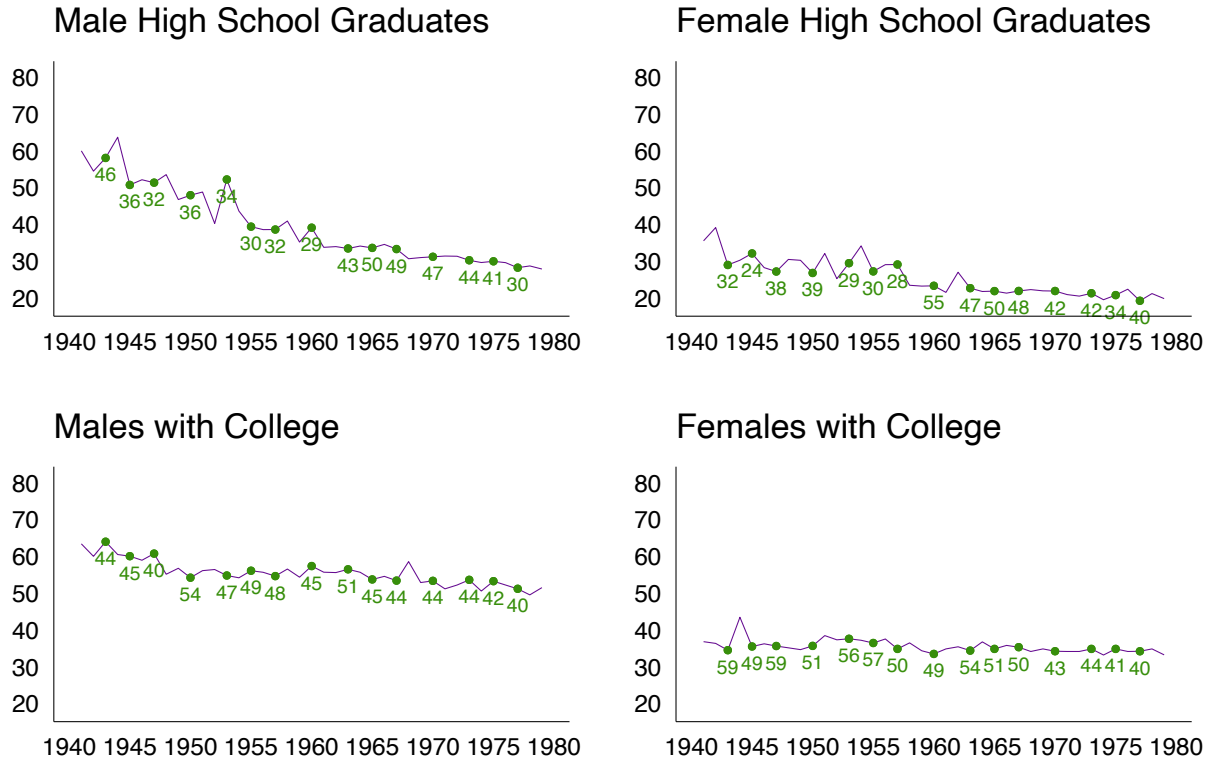 Male High School Graduates
80
70
60
50
40
30
20
46 36 32 36 34 30 32 29 43 50 49 47 44 41 30
1940 1945 1950 1955 1960 1965 1970 1975 1980
Female High School Graduates
80
70
60
50
40
30
20
32 24 38 39 29 30 28 55 47 50 48 42 42 34 40
1940 1945 1950 1955 1960 1965 1970 1975 1980
Males with College
80
70
60
50
40
30
20
44 45 40 54 47 49 48 45 51 45 44 44 44 42 40
1940 1945 1950 1955 1960 1965 1970 1975 1980
Females with College
80
70
60
50
40
30
20
59 49 59 51 56 57 50 49 54 51 50 43 44 41 40
1940 1945 1950 1955 1960 1965 1970 1975 1980